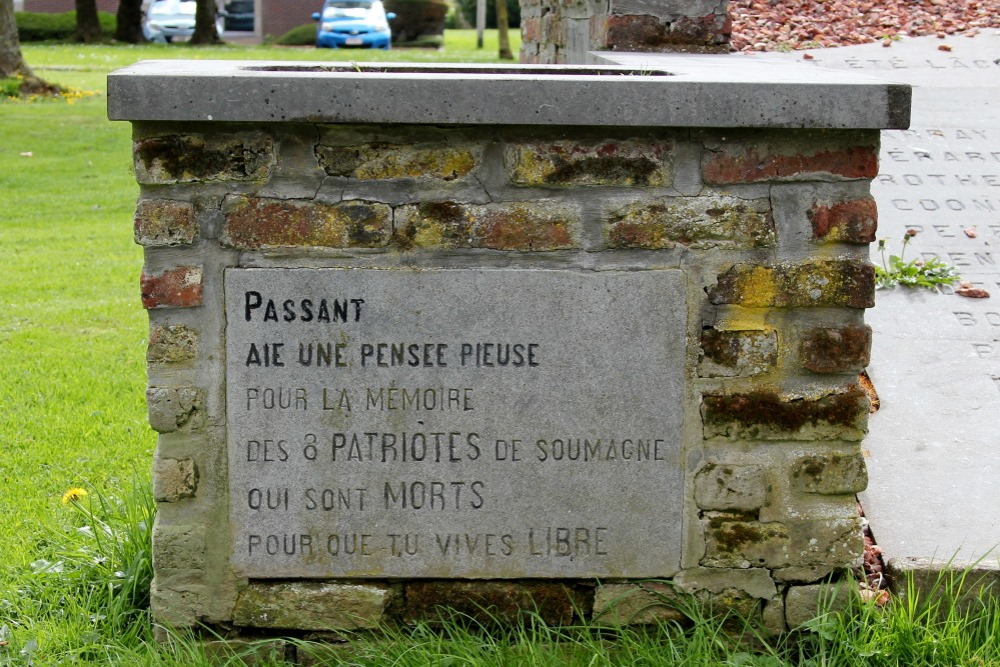 PASSANT
AIE UNE PENSEE PIEUSE
POUR LA MÉMOIRE
DES 8 PATRIÔTES DE SOUMAGNE
QUI SONT MORTS
POUR QUE TU VIVES LIBRE